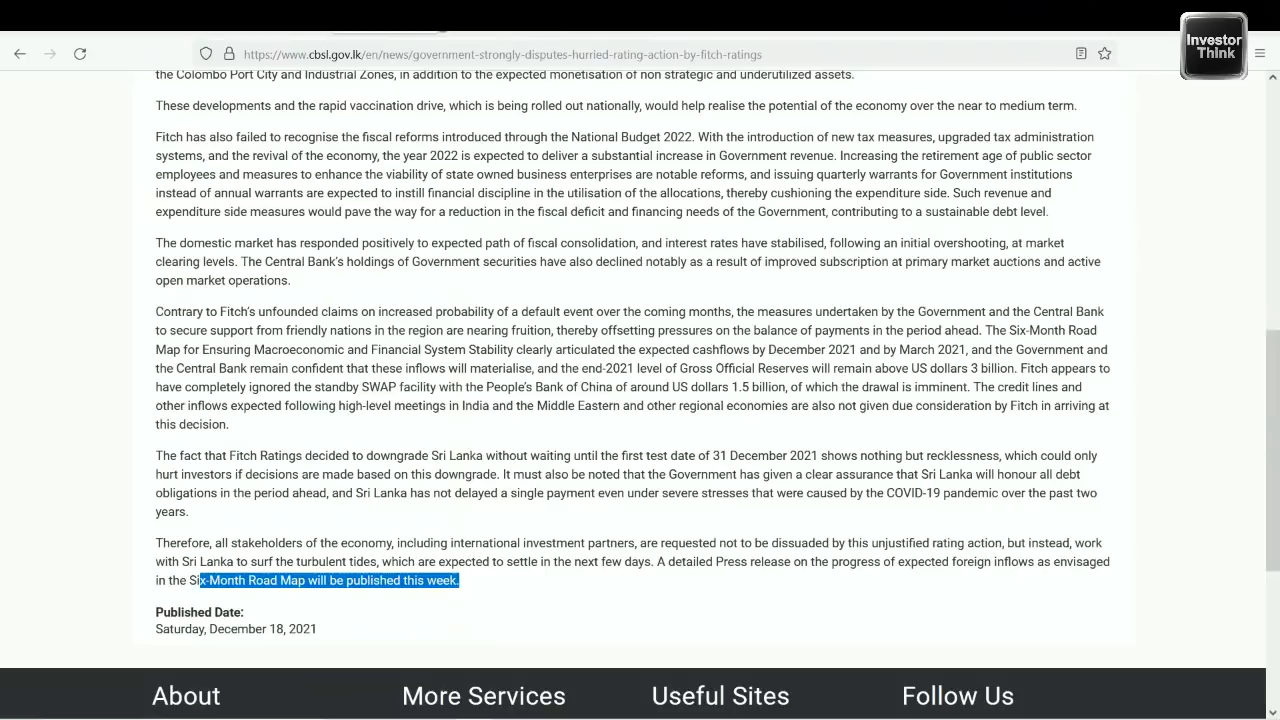 Investor
Think
https://www.cbsl.gov.lk/en/news/government-strongly-disputes-hurried-rating-action-by-fitch-ratings
the Colombo Port City and Industrial Zones, in addition to the expected monetisation of non strategic and underutilized assets.
These developments and the rapid vaccination drive, which is being rolled out nationally, would help realise the potential of the economy over the near to medium term.
Fitch has also failed to recognise the fiscal reforms introduced through the National Budget 2022. With the introduction of new tax measures, upgraded tax administration
systems, and the revival of the economy, the year 2022 is expected to deliver a substantial increase in Government revenue. Increasing the retirement age of public sector
employees and measures to enhance the viability of state owned business enterprises are notable reforms, and issuing quarterly warrants for Government institutions
instead of annual warrants are expected to instill financial discipline in the utilisation of the allocations, thereby cushioning the expenditure side. Such revenue and
expenditure side measures would pave the way for a reduction in the fiscal deficit and financing needs of the Government, contributing to a sustainable debt level.
The domestic market has responded positively to expected path of fiscal consolidation, and interest rates have stabilised, following an initial overshooting, at market
clearing levels. The Central Bank's holdings of Government securities have also declined notably as a result of improved subscription at primary market auctions and active
open market operations.
Contrary to Fitch's unfounded claims on increased probability of a default event over the coming months, the measures undertaken by the Government and the Central Bank
to secure support from friendly nations in the region are nearing fruition, thereby offsetting pressures on the balance of payments in the period ahead. The Six-Month Road
Map for Ensuring Macroeconomic and Financial System Stability clearly articulated the expected cashflows by December 2021 and by March 2021, and the Government and
the Central Bank remain confident that these inflows will materialise, and the end-2021 level of Gross Official Reserves will remain above US dollars 3 billion. Fitch appears to
have completely ignored the standby SWAP facility with the People's Bank of China of around US dollars 1.5 billion, of which the drawal is imminent. The credit lines and
other inflows expected following high-level meetings in India and the Middle Eastern and other regional economies are also not given due consideration by Fitch in arriving at
this decision.
The fact that Fitch Ratings decided to downgrade Sri Lanka without waiting until the first test date of 31 December 2021 shows nothing but recklessness, which could only
hurt investors if decisions are made based on this downgrade. It must also be noted that the Government has given a clear assurance that Sri Lanka will honour all debt
obligations in the period ahead, and Sri Lanka has not delayed a single payment even under severe stresses that were caused by the COVID-19 pandemic over the past two
years.
Therefore, all stakeholders of the economy, including international investment partners, are requested not to be dissuaded by this unjustified rating action, but instead, work
with Sri Lanka to surf the turbulent tides, which are expected to settle in the next few days. A detailed Press release on the progress of expected foreign inflows as envisaged
in the Six-Month Road Map will be published this week.
Published Date:
Saturday, December 18, 2021
About
More Services
Useful Sites
Follow Us